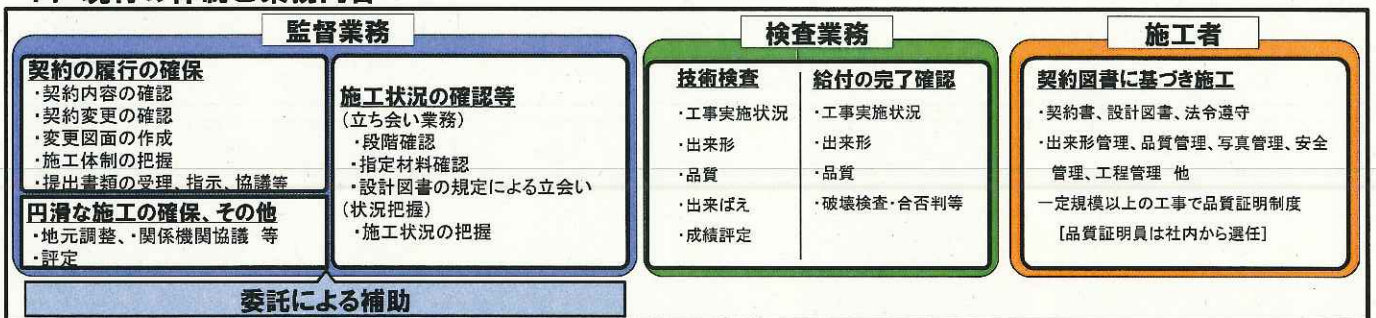 監督業務
契約の履行の確保
・契約内容の確認
・契約変更の確認
・変更図面の作成
・施工体制の把握
・提出書類の受理、指示、協議等
円滑な施工の確保、その他
・地元調整、・関係機関協議 等
・評定
施工状況の確認等
(立ち会い業務)
・段階確認
・指定材料確認
・設計図書の規定による立会い
(状況把握)
・施工状況の把握
委託による補助
検査業務
技術検査
・工事実施状況
・出来形
・品質
・出来ばえ
・成績評定
給付の完了確認
・工事実施状況
・出来形
・品質
・破壊検査・合否判等
施工者
契約図書に基づき施工
・契約書、設計図書、法令遵守
・出来形管理、品質管理、写真管理、安全
管理、工程管理 他
一定規模以上の工事で品質証明制度
[品質証明員は社内から選任]